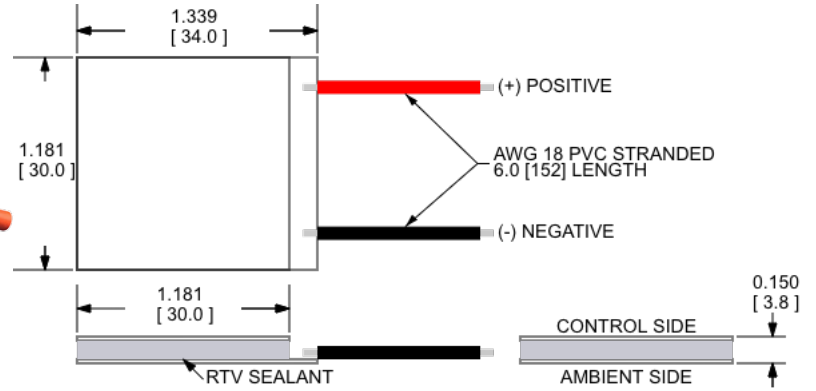 1.339
[ 34.0 ]
(+) POSITIVE
1.181
[ 30.0 ]
AWG 18 PVC STRANDED
6.0 [152] LENGTH
(-) NEGATIVE
1.181
[ 30.0 ]
0.150
[ 3.8 ]
CONTROL SIDE
RTV SEALANT
AMBIENT SIDE